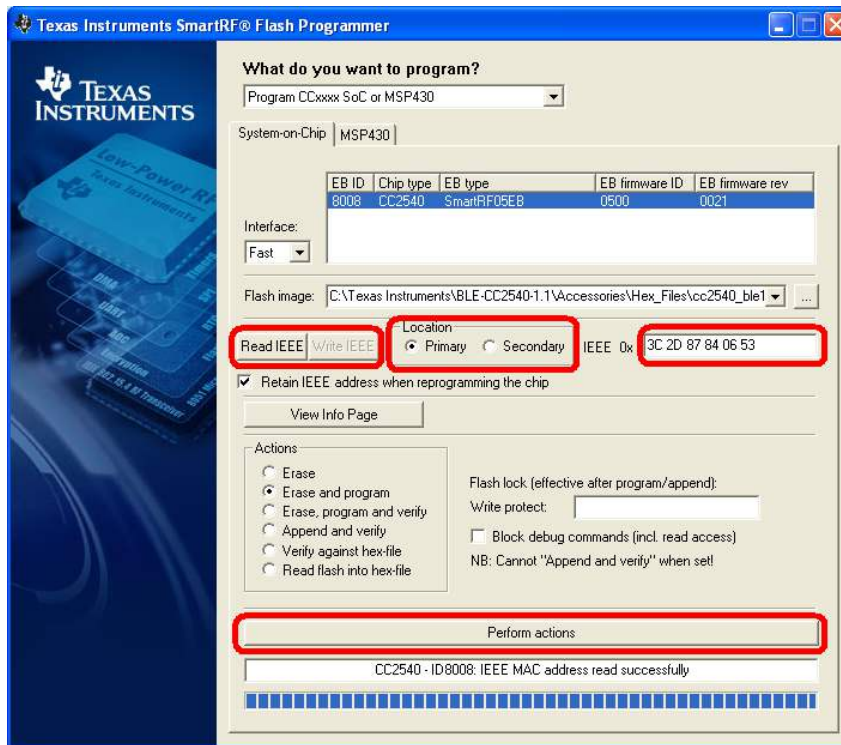 Texas Instruments SmartRF® Flash Programmer
TEXAS
INSTRUMENTS
Low-Power RF
Texas Instruments
What do you want to program?
Program CCxxxx SoC or MSP430
System-on-Chip MSP430
EB ID Chip type EB type EB firmware ID EB firmware rev
8008 CC2540 SmartRF05EB 0500 0021
Interface:
Fast
Flash image: C:\Texas Instruments\BLE-CC2540-1.1\Accessories\Hex_Files\cc2540_ble1 ...
Location
Read IEEE Write IEEE Primary Secondary IEEE 0x 3C 2D 87 84 06 53
Retain IEEE address when reprogramming the chip
View Info Page
Actions
Erase
Erase and program
Erase, program and verify
Append and verify
Verify against hex-file
Read flash into hex-file
Flash lock (effective after program/append):
Write protect:
Block debug commands (incl. read access)
NB: Cannot "Append and verify" when set!
Perform actions
CC2540 - ID8008: IEEE MAC address read successfully